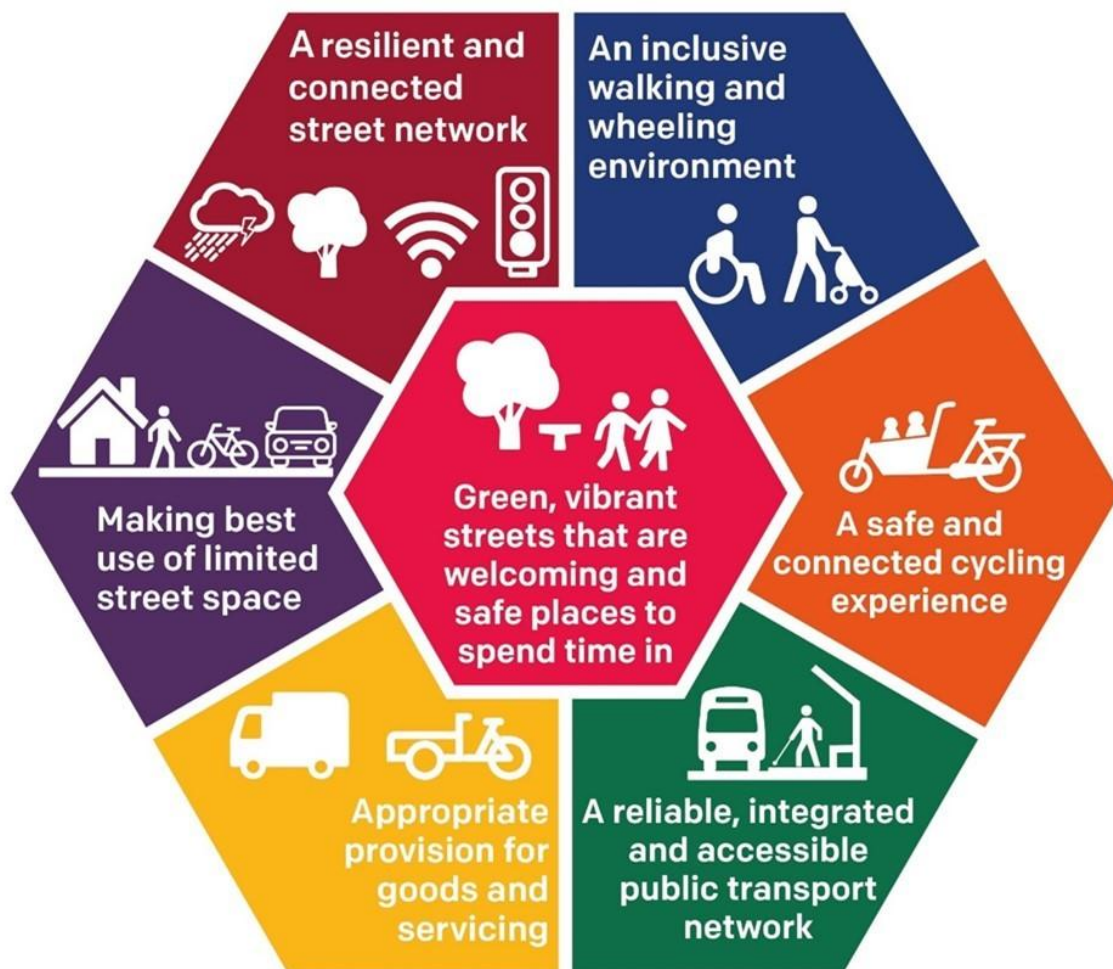 A resilient and
connected
street network
An inclusive
walking and
wheeling
environment
A safe and
connected cycling
experience
A reliable, integrated
and accessible
public transport
network
Appropriate
provision for
goods and
servicing
Making best
use of limited
street space
Green, vibrant
streets that are
welcoming and
safe places to
spend time in